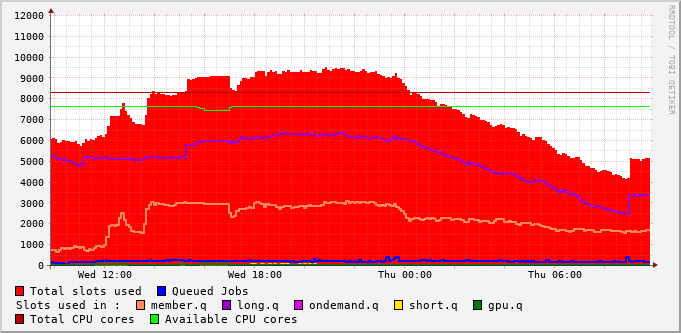 12000
11000
10000
9000
8000
7000
6000
5000
4000
3000
2000
1000
0
Wed 12:00 Wed 18:00 Thu 00:00 Thu 06:00
RRDTOOL / TOBI OETIKER
Total slots used Queued Jobs
Slots used in : member.q long.q ondemand.q short.q gpu.q
Total CPU cores Available CPU cores